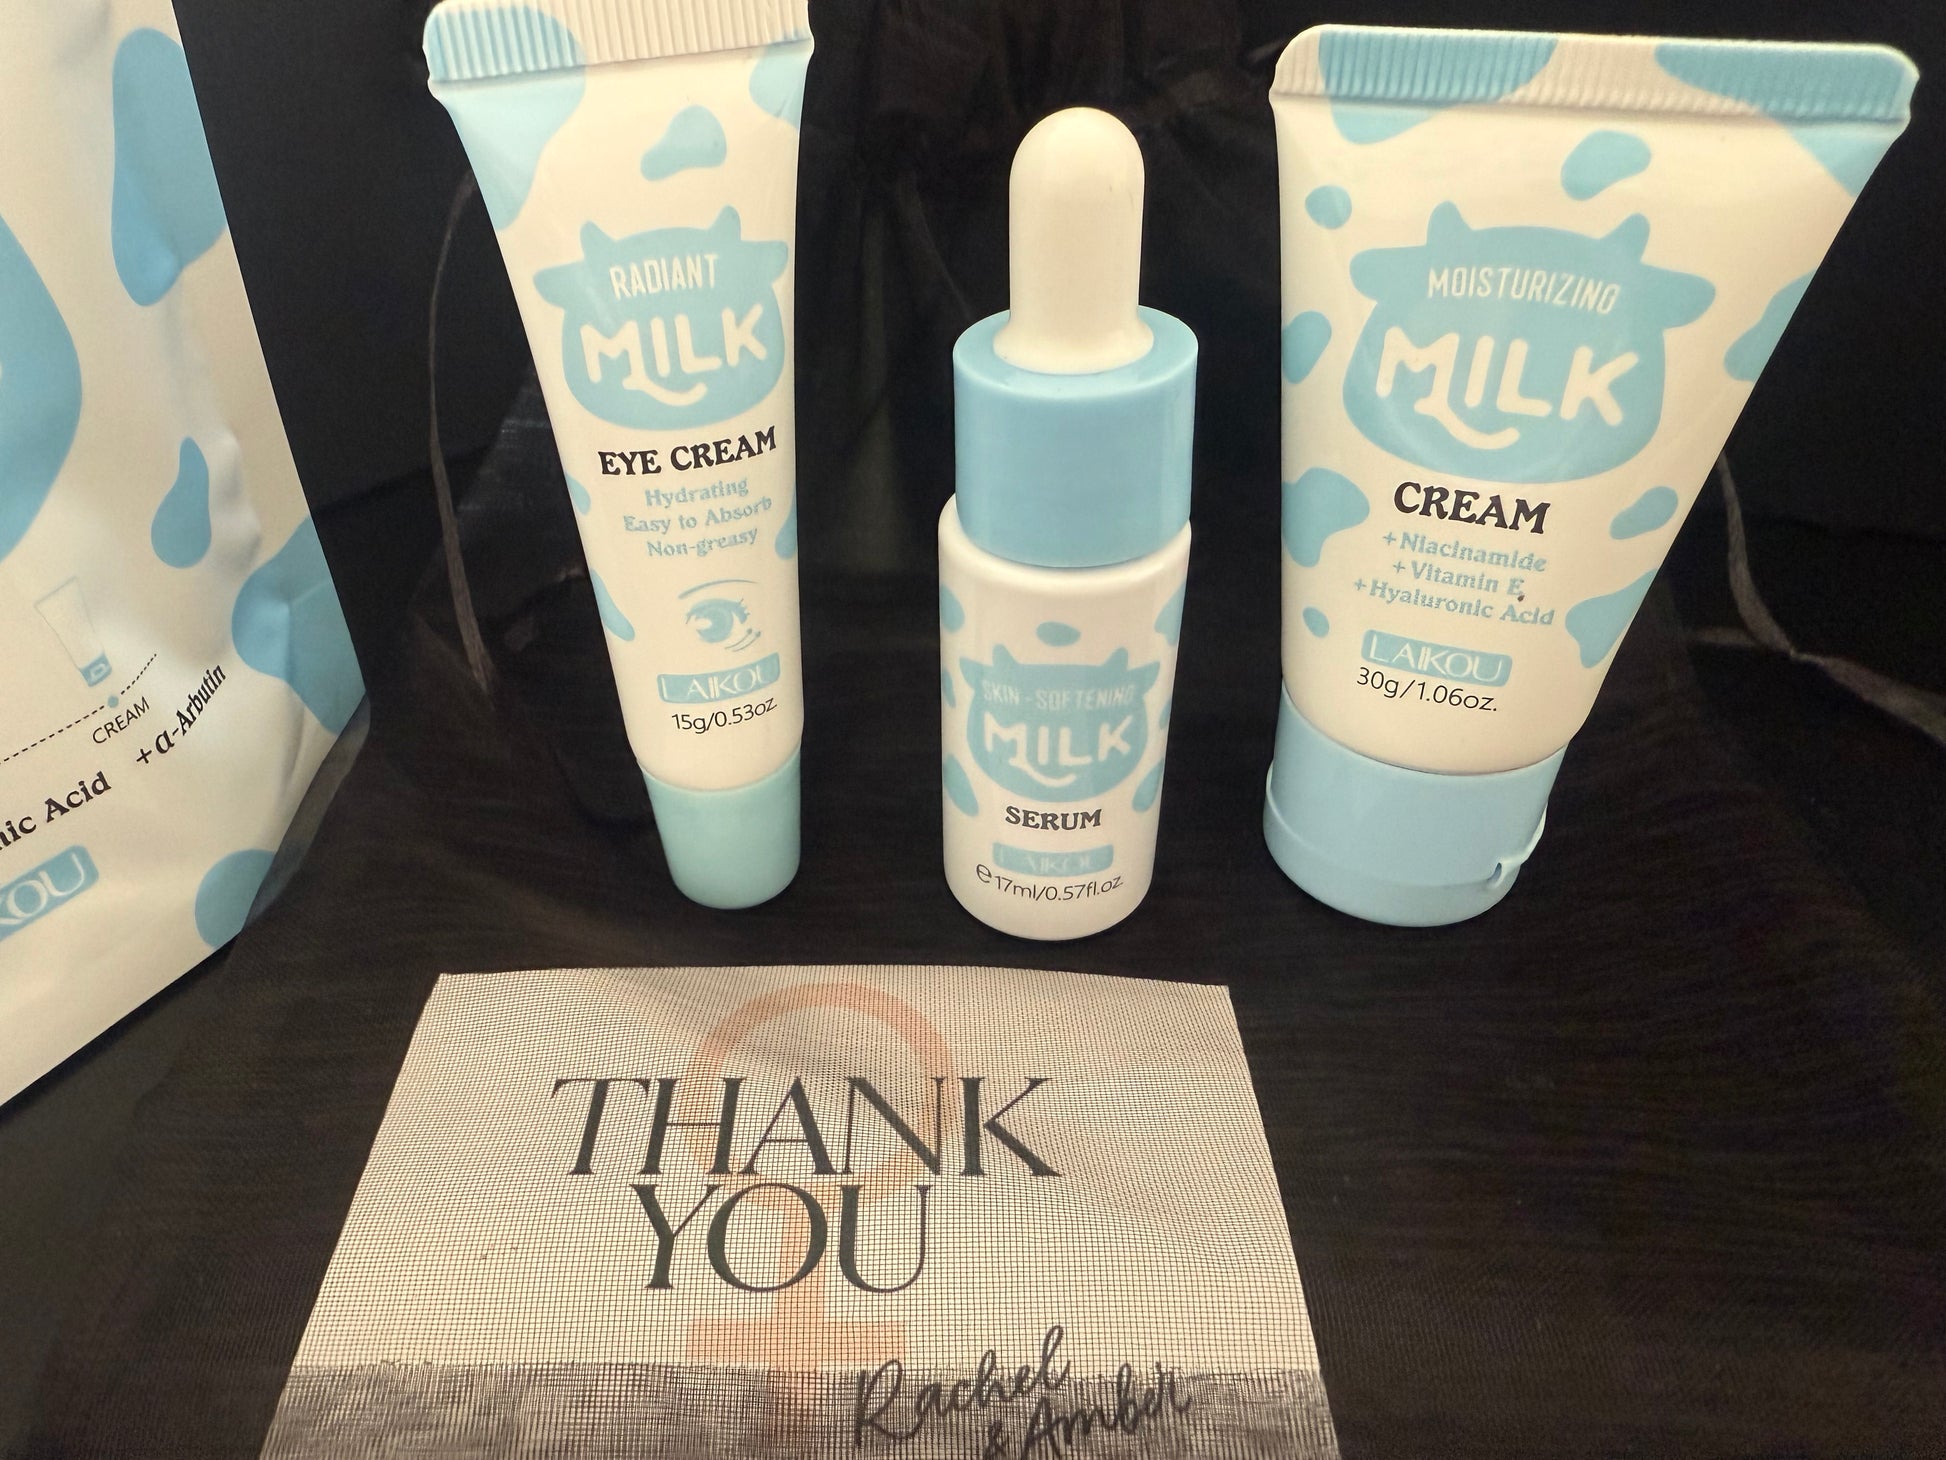 CREAM
+ α-Arbutin
ic Acid
KOU
RADIANT
MILK
EYE CREAM
Hydrating
Easy to Absorb
Non-greasy
LAIKOU
15g/0.53oz.
SKIN-SOFTENING
MILK
SERUM
LAIKOU
℮17ml/0.57fl.oz
MOISTURIZING
MILK
CREAM
+Niacinamide
+Vitamin E
+Hyaluronic Acid
LAIKOU
30g/1.06oz.
THANK
YOU
Rachel
& Amber